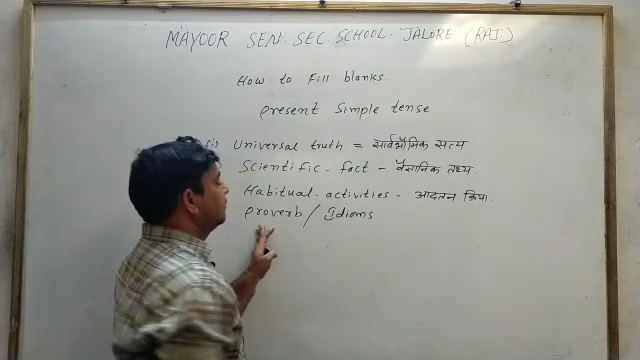 MAYOOR SEN. SEC. SCHOOL. JALORE (RAJ.)
How to Fill blanks.
present Simple tense
(i) Universal truth = सार्वभौमिक सत्य
Scientific - fact - वैज्ञानिक तथ्य.
Habitual - activities - आदतन क्रिया.
proverb / Idioms